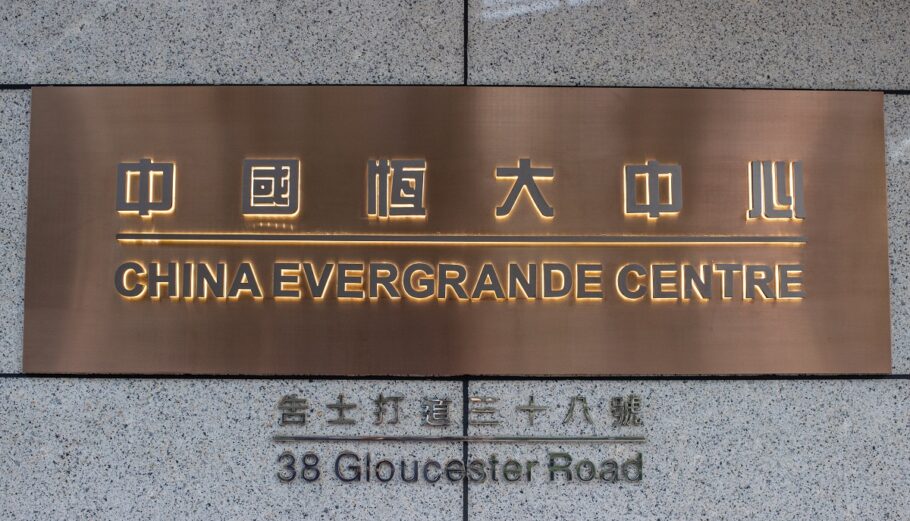 中國恆大中心
CHINA EVERGRANDE CENTRE
告士打道三十八號
38 Gloucester Road